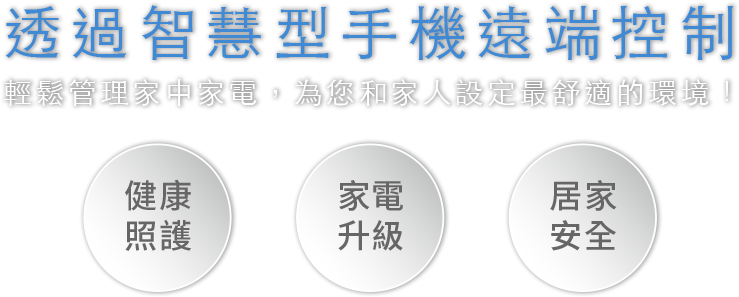 透過智慧型手機遠端控制
輕鬆管理家中家電，為您和家人設定最舒適的環境！
健康
照護
家電
升級
居家
安全